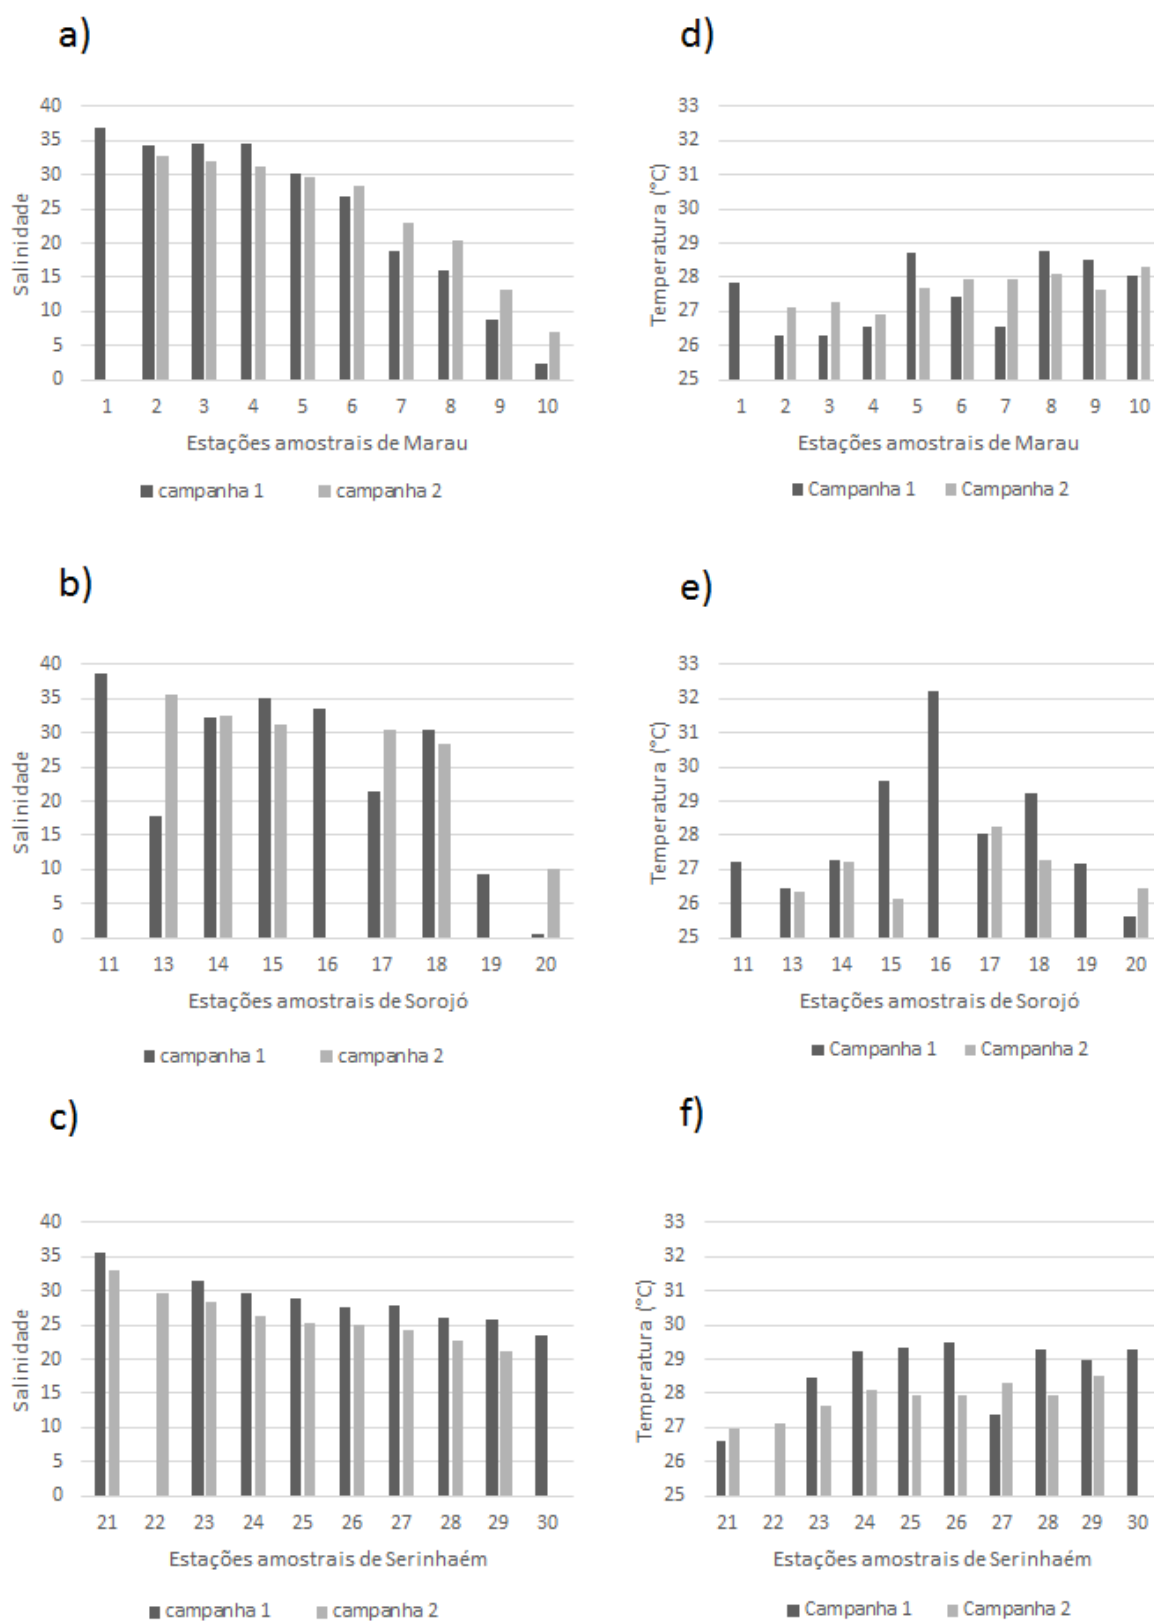 a)
40
35
30
25
20
15
10
5
0
Salinidade
1 2 3 4 5 6 7 8 9 10
Estações amostrais de Marau
campanha 1 campanha 2
d)
33
32
31
30
29
28
27
26
25
Temperatura (°C)
1 2 3 4 5 6 7 8 9 10
Estações amostrais de Marau
Campanha 1 Campanha 2
b)
40
35
30
25
20
15
10
5
0
Salinidade
11 13 14 15 16 17 18 19 20
Estações amostrais de Sorojó
campanha 1 campanha 2
e)
33
32
31
30
29
28
27
26
25
Temperatura (°C)
11 13 14 15 16 17 18 19 20
Estações amostrais de Sorojó
Campanha 1 Campanha 2
c)
40
35
30
25
20
15
10
5
0
Salinidade
21 22 23 24 25 26 27 28 29 30
Estações amostrais de Serinhaém
campanha 1 campanha 2
f)
33
32
31
30
29
28
27
26
25
Temperatura (°C)
21 22 23 24 25 26 27 28 29 30
Estações amostrais de Serinhaém
Campanha 1 Campanha 2